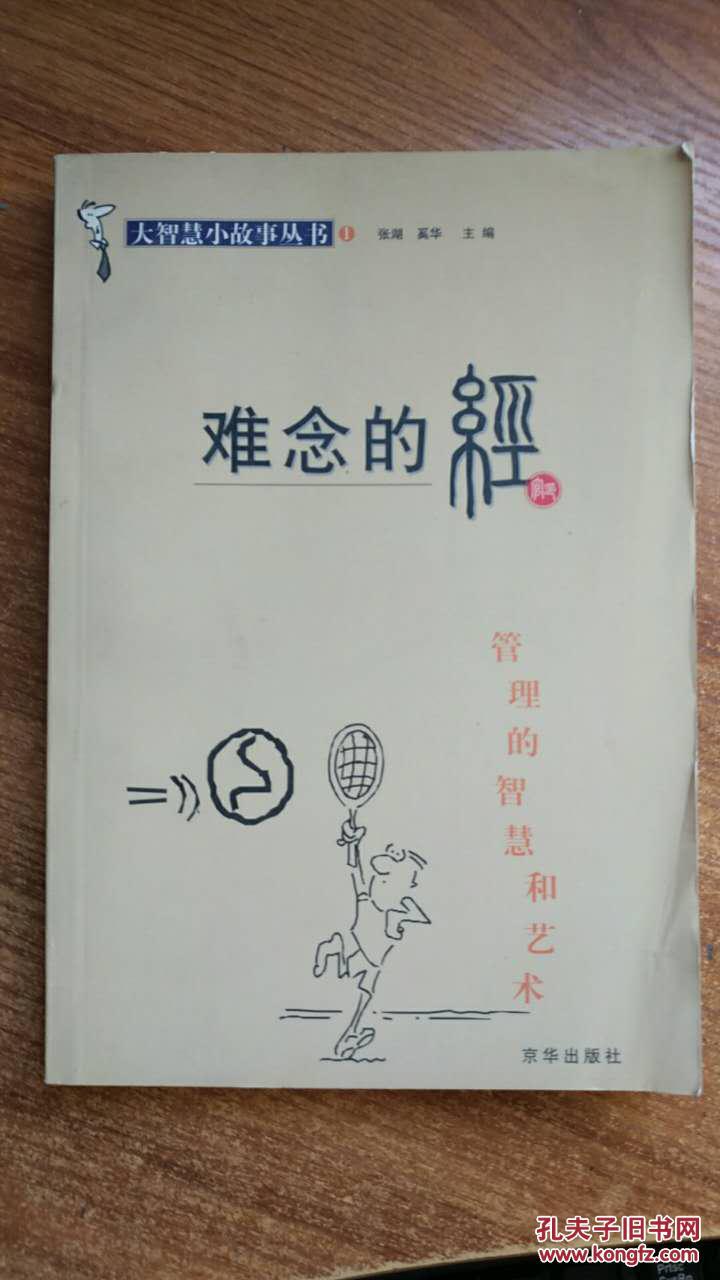 大智慧小故事丛书 1 张湖 奚华 主编
难念的經
管理的智慧和艺术
京华出版社
孔夫子旧书网
www.kongfz.com